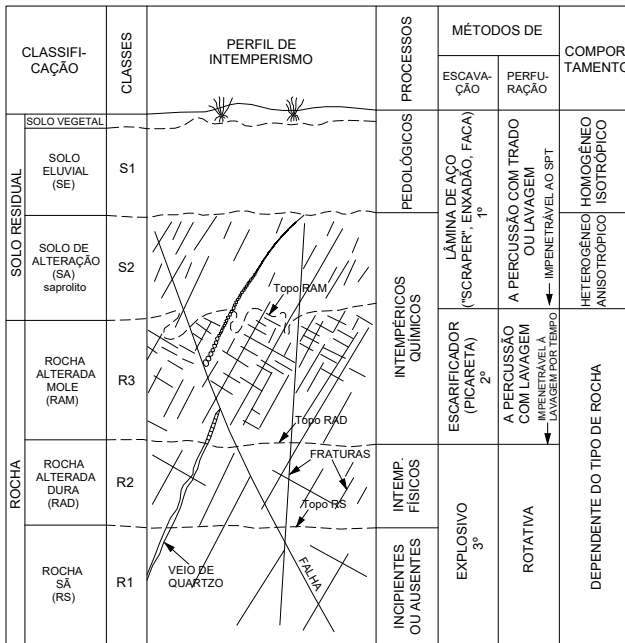 CLASSIFI-
CAÇÃO
CLASSES
PERFIL DE
INTEMPERISMO
PROCESSOS
MÉTODOS DE
ESCAVA-
ÇÃO
PERFU-
RAÇÃO
COMPOR
TAMENTO
SOLO RESIDUAL
SOLO VEGETAL
SOLO
ELUVIAL
(SE)
S1
PEDOLÓGICOS
LÂMINA DE AÇO
("SCRAPER", ENXADÃO, FACA)
1º
A PERCUSSÃO COM TRADO
OU LAVAGEM
IMPENETRÁVEL AO SPT
HOMOGÊNEO
ISOTRÓPICO
SOLO DE
ALTERAÇÃO
(SA)
saprolito
S2
Topo RAM
INTEMPÉRICOS
QUÍMICOS
HETEROGÊNEO
ANISOTRÓPICO
ROCHA
ROCHA
ALTERADA
MOLE
(RAM)
R3
Topo RAD
ESCARIFICADOR
(PICARETA)
2º
A PERCUSSÃO
COM LAVAGEM
IMPENETRÁVEL À
LAVAGEM POR TEMPO
DEPENDENTE DO TIPO DE ROCHA
ROCHA
ALTERADA
DURA
(RAD)
R2
FRATURAS
Topo RS
INTEMP.
FÍSICOS
EXPLOSIVO
3º
ROTATIVA
ROCHA
SÃ
(RS)
R1
VEIO DE
QUARTZO
FALHA
INCIPIENTES
OU AUSENTES